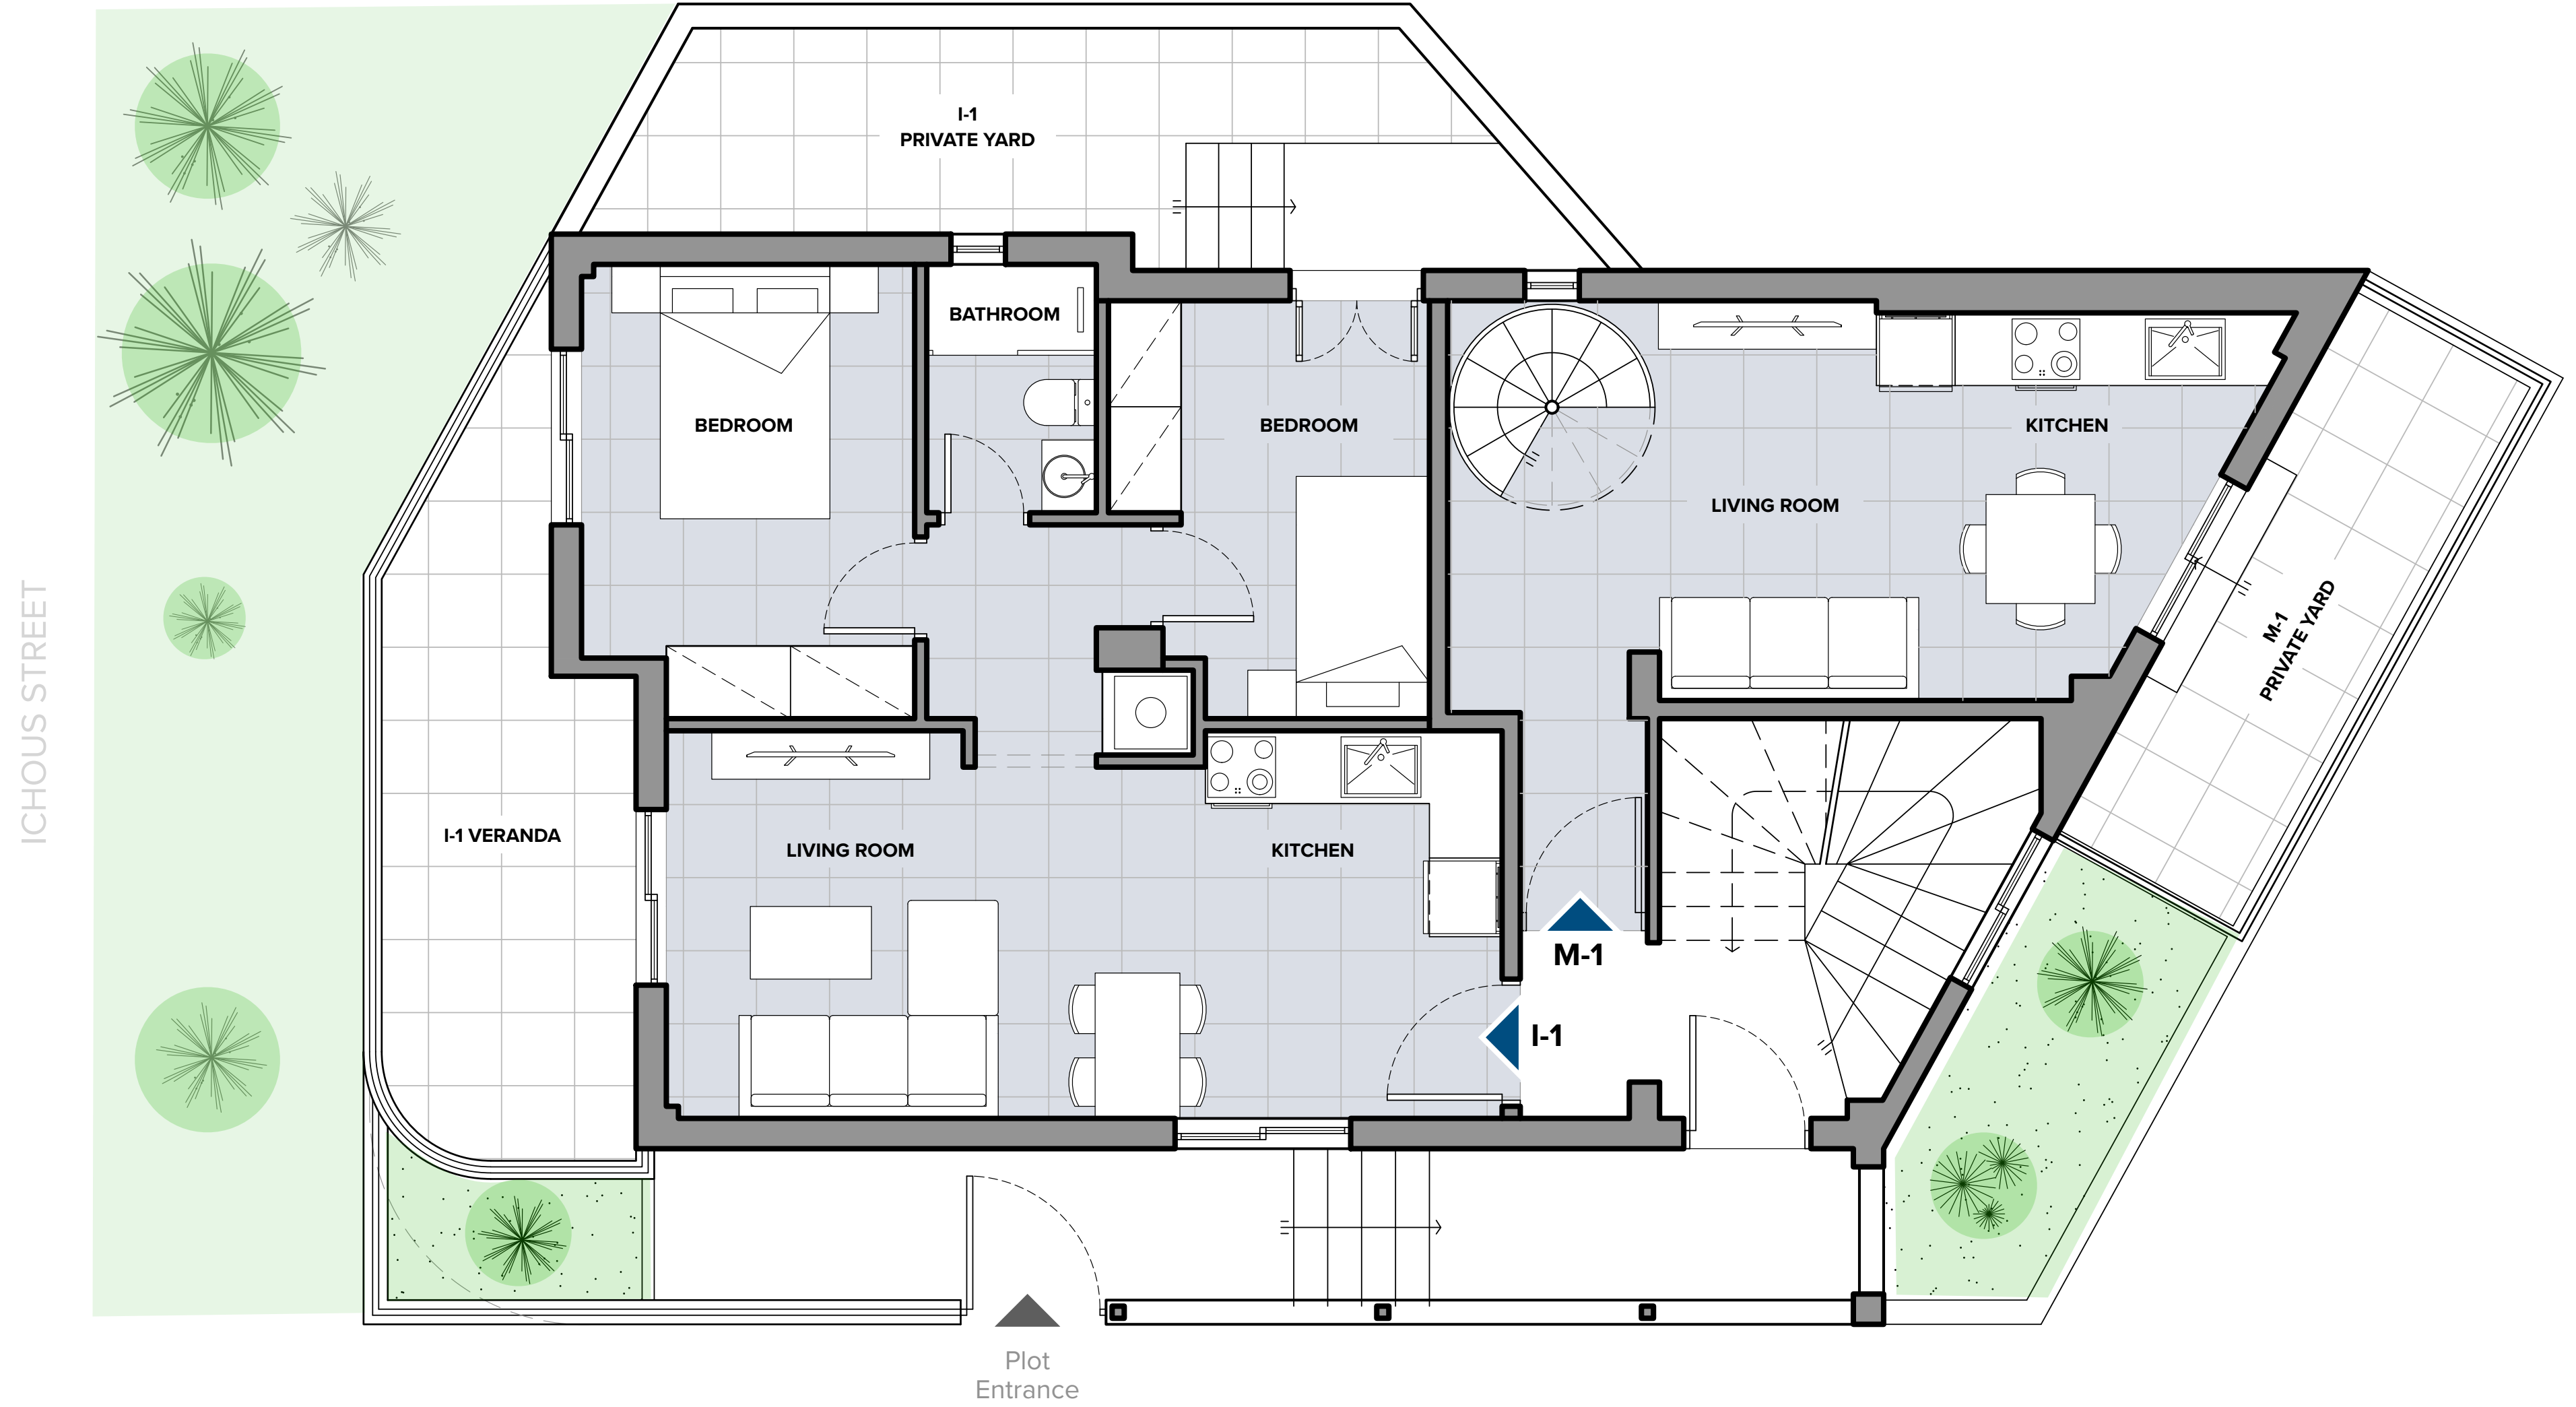 I-1
PRIVATE YARD
BATHROOM
BEDROOM
BEDROOM
KITCHEN
LIVING ROOM
M-1
PRIVATE YARD
ICHOUS STREET
I-1 VERANDA
LIVING ROOM
KITCHEN
M-1
I-1
Plot
Entrance